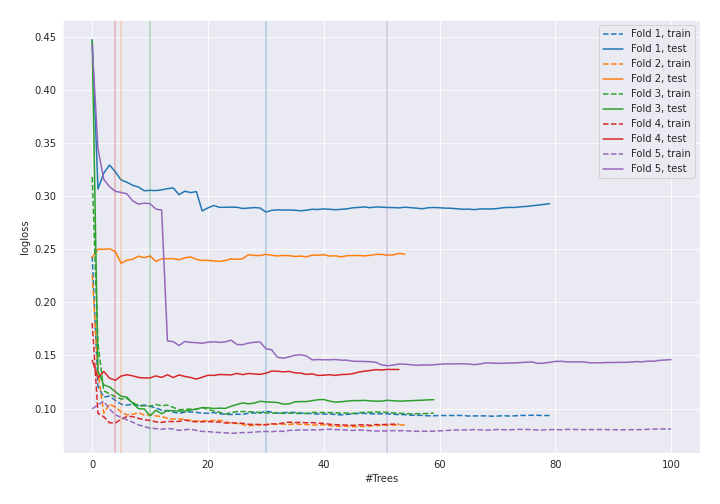 0.45
0.40
0.35
0.30
0.25
0.20
0.15
0.10
logloss
0
20
40
60
80
100
#Trees
Fold 1, train
Fold 1, test
Fold 2, train
Fold 2, test
Fold 3, train
Fold 3, test
Fold 4, train
Fold 4, test
Fold 5, train
Fold 5, test